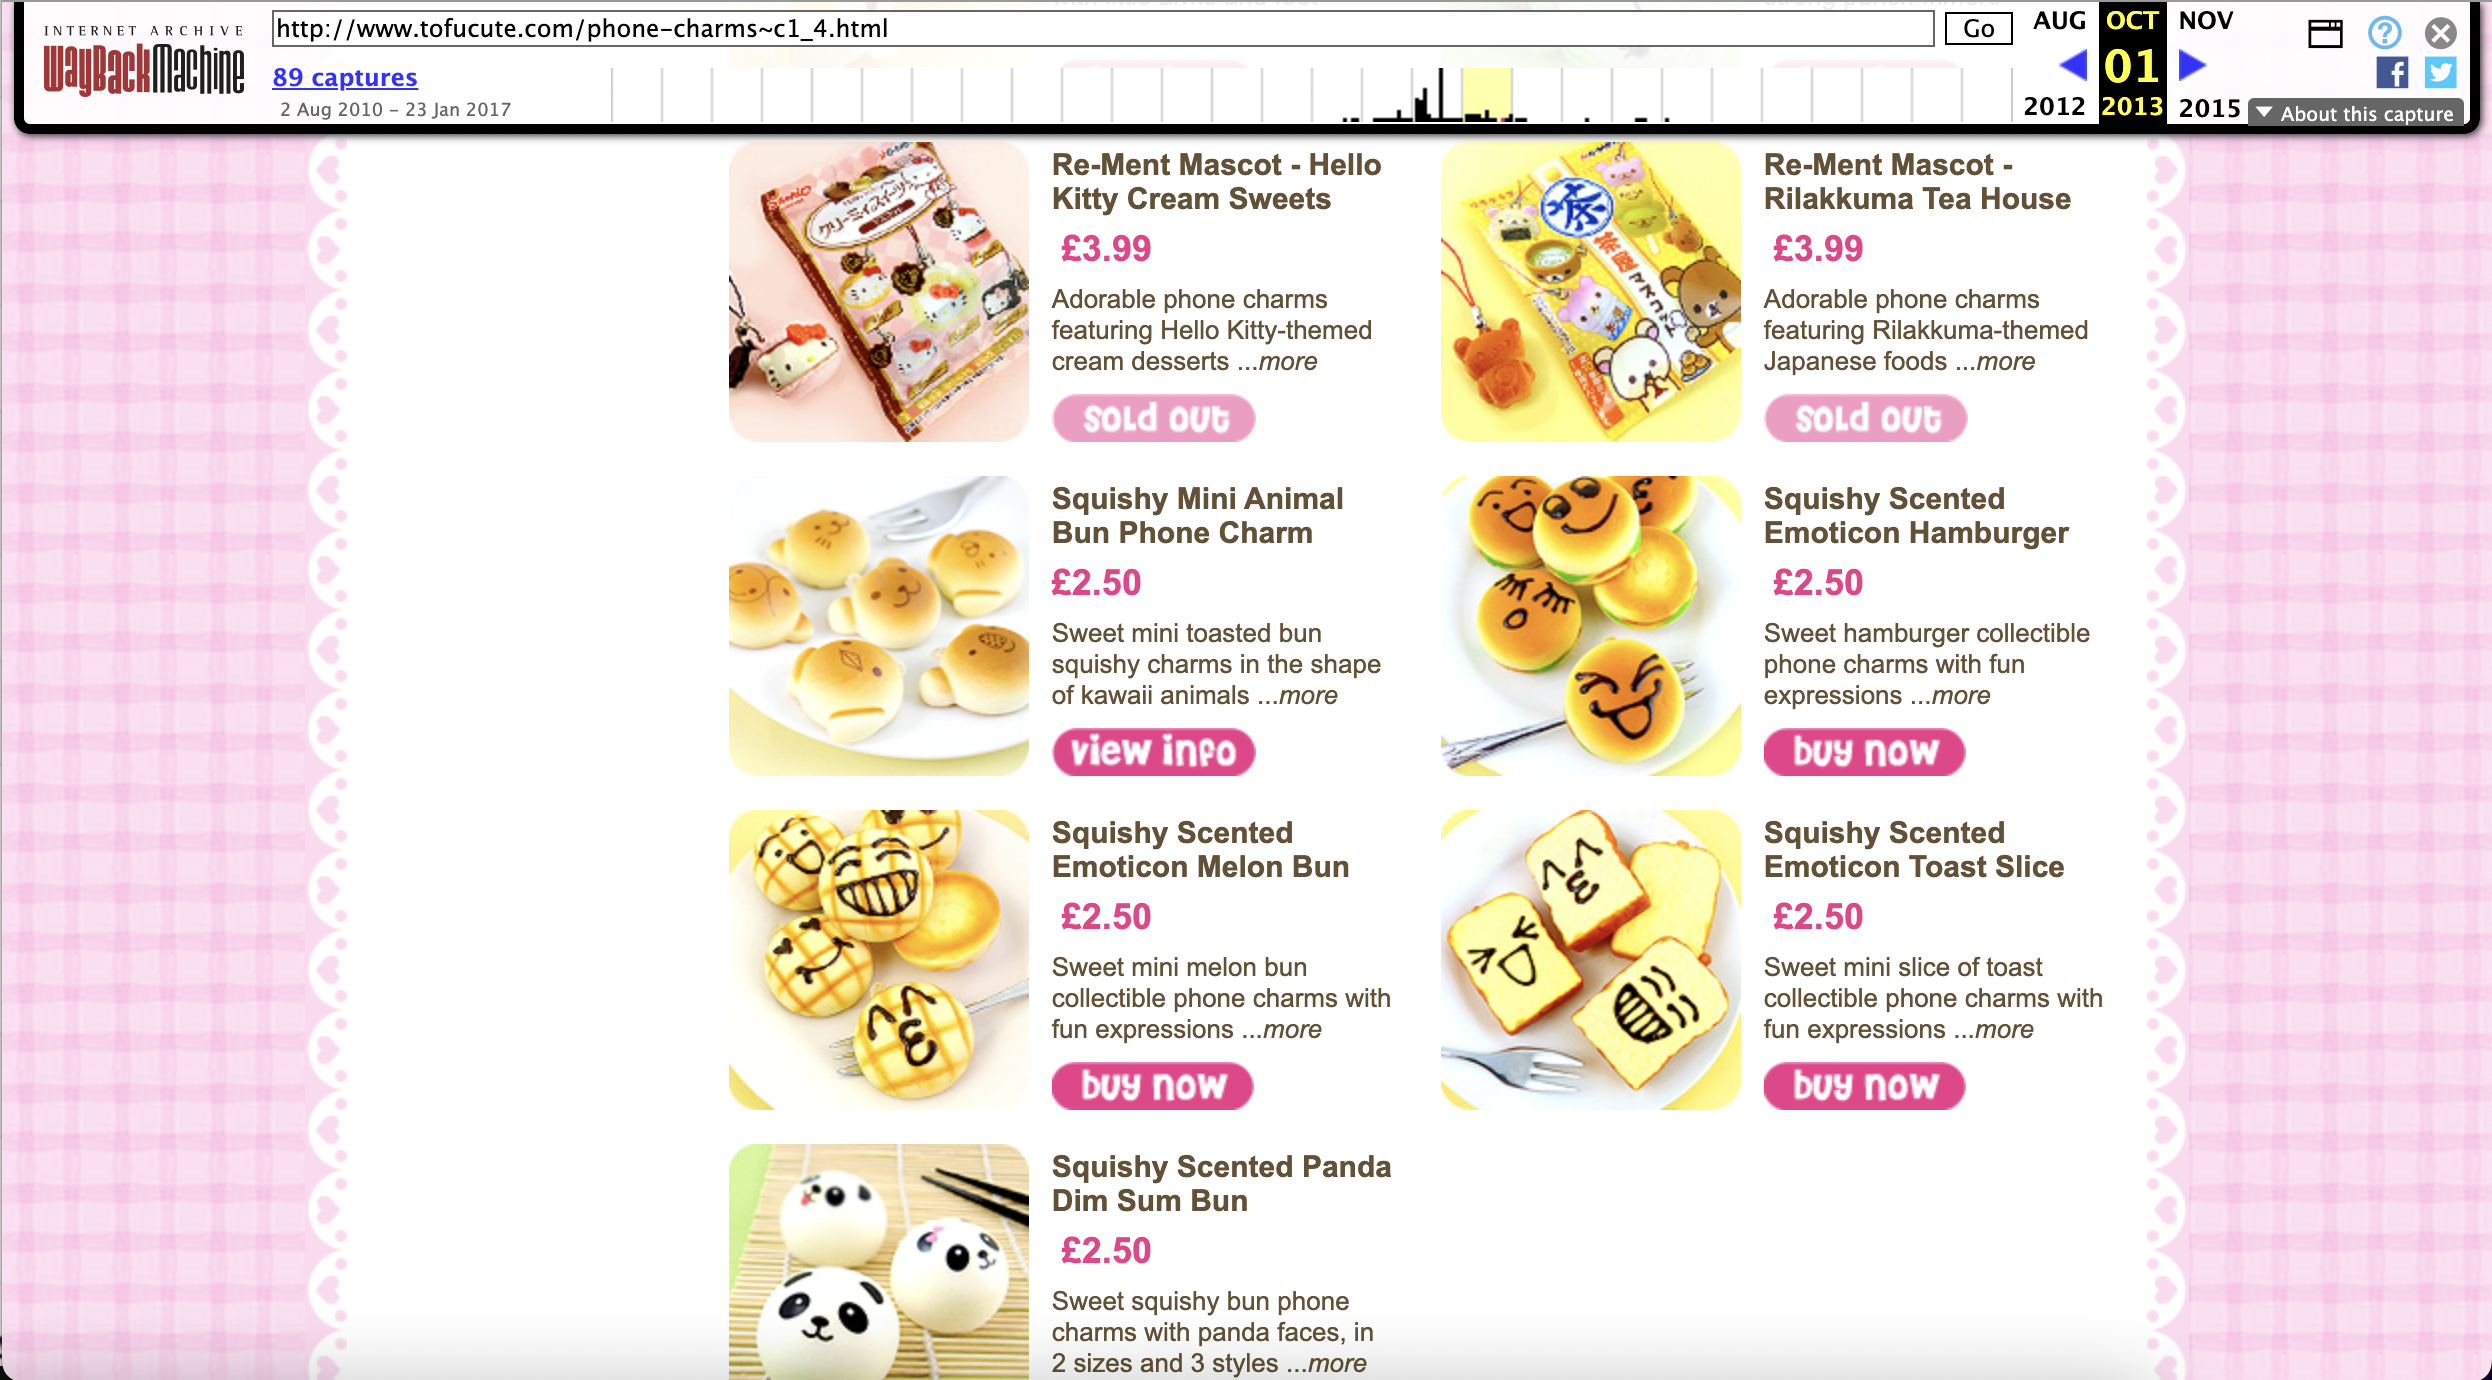 INTERNET ARCHIVE
WayBackMachine
http://www.tofucute.com/phone-charms~c1_4.html
Go
89 captures
2 Aug 2010 – 23 Jan 2017
AUG OCT NOV
01
2012 2013 2015
About this capture
Re-Ment Mascot - Hello
Kitty Cream Sweets
£3.99
Adorable phone charms
featuring Hello Kitty-themed
cream desserts ...more
SOLD OUT
Re-Ment Mascot -
Rilakkuma Tea House
£3.99
Adorable phone charms
featuring Rilakkuma-themed
Japanese foods ...more
SOLD OUT
Squishy Mini Animal
Bun Phone Charm
£2.50
Sweet mini toasted bun
squishy charms in the shape
of kawaii animals ...more
view info
Squishy Scented
Emoticon Hamburger
£2.50
Sweet hamburger collectible
phone charms with fun
expressions ...more
buy now
Squishy Scented
Emoticon Melon Bun
£2.50
Sweet mini melon bun
collectible phone charms with
fun expressions ...more
buy now
Squishy Scented
Emoticon Toast Slice
£2.50
Sweet mini slice of toast
collectible phone charms with
fun expressions ...more
buy now
Squishy Scented Panda
Dim Sum Bun
£2.50
Sweet squishy bun phone
charms with panda faces, in
2 sizes and 3 styles ...more